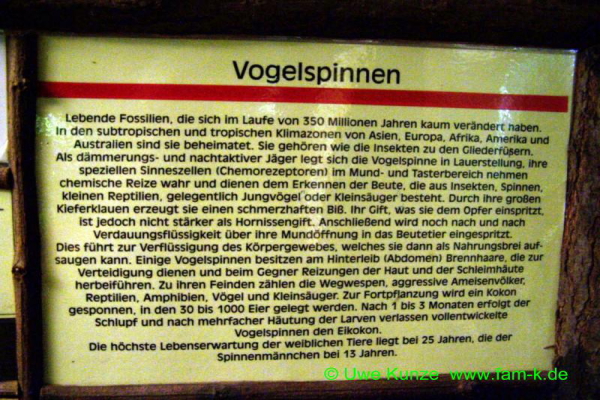 Vogelspinnen
Lebende Fossilien, die sich im Laufe von 350 Millionen Jahren kaum verändert haben.
In den subtropischen und tropischen Klimazonen von Asien, Europa, Afrika, Amerika und
Australien sind sie beheimatet. Sie gehören wie die Insekten zu den Gliederfüsern.
Als dämmerungs- und nachtaktiver Jäger legt sich die Vogelspinne in Lauerstellung, ihre
speziellen Sinneszellen (Chemorezeptoren) im Mund- und Tasterbereich nehmen
chemische Reize wahr und dienen dem Erkennen der Beute, die aus Insekten, Spinnen,
kleinen Reptilien, gelegentlich Jungvögel oder Kleinsäuger besteht. Durch ihre großen
Kieferklauen erzeugt sie einen schmerzhaften Biß. Ihr Gift, was sie dem Opfer einspritzt,
ist jedoch nicht stärker als Hornissengift. Anschließend wird noch nach und nach
Verdauungsflüssigkeit über ihre Mundöffnung in das Beutetier eingespritzt.
Dies führt zur Verflüssigung des Körpergewebes, welches sie dann als Nahrungsbrei auf-
saugen kann. Einige Vogelspinnen besitzen am Hinterleib (Abdomen) Brennhaare, die zur
Verteidigung dienen und beim Gegner Reizungen der Haut und der Schleimhäute
herbeiführen. Zu ihren Feinden zählen die Wegwespen, aggressive Ameisenvölker,
Reptilien, Amphibien, Vögel und Kleinsäuger. Zur Fortpflanzung wird ein Kokon
gesponnen, in den 30 bis 1000 Eier gelegt werden. Nach 1 bis 3 Monaten erfolgt der
Schlupf und nach mehrfacher Häutung der Larven verlassen vollentwickelte
Vogelspinnen den Eikokon.
Die höchste Lebenserwartung der weiblichen Tiere liegt bei 25 Jahren, die der
Spinnenmännchen bei 13 Jahren.
© Uwe Kunze www.fam-k.de